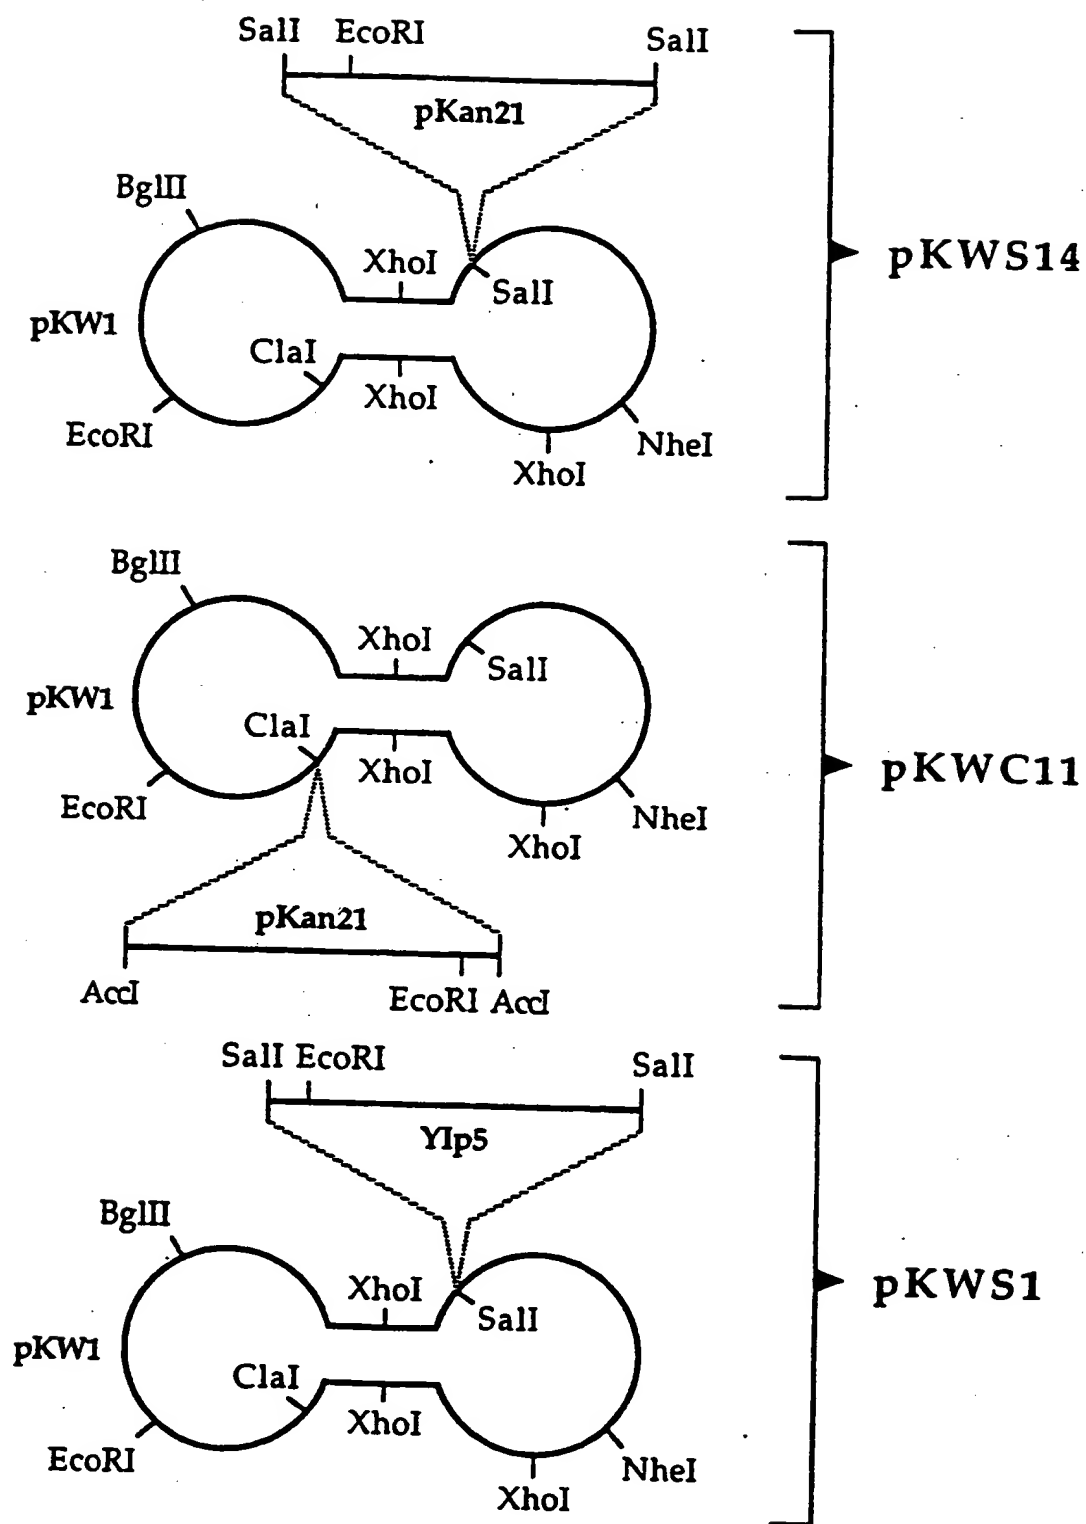 SalI EcoRI SalI
pKan21
BglII
XhoI
SalI
pKW1
ClaI
XhoI
EcoRI
NheI
XhoI
pKWS14
BglII
XhoI
SalI
pKW1
ClaI
XhoI
EcoRI
NheI
XhoI
pKan21
AccI EcoRI AccI
pKWC11
SalI EcoRI SalI
YIp5
BglII
XhoI
SalI
pKW1
ClaI
XhoI
EcoRI
NheI
XhoI
pKWS1